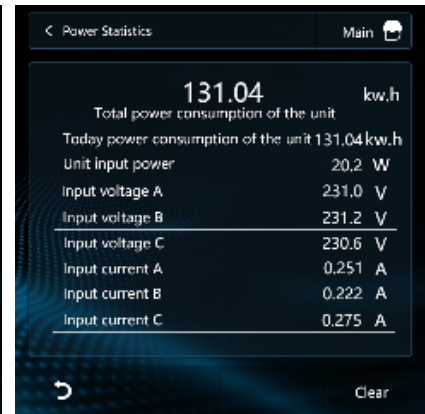 < Power Statistics Main
131.04 kw.h
Total power consumption of the unit
Today power consumption of the unit 131.04 kw.h
Unit input power 20.2 W
Input voltage A 231.0 V
Input voltage B 231.2 V
Input voltage C 230.6 V
Input current A 0.251 A
Input current B 0.222 A
Input current C 0.275 A
Clear